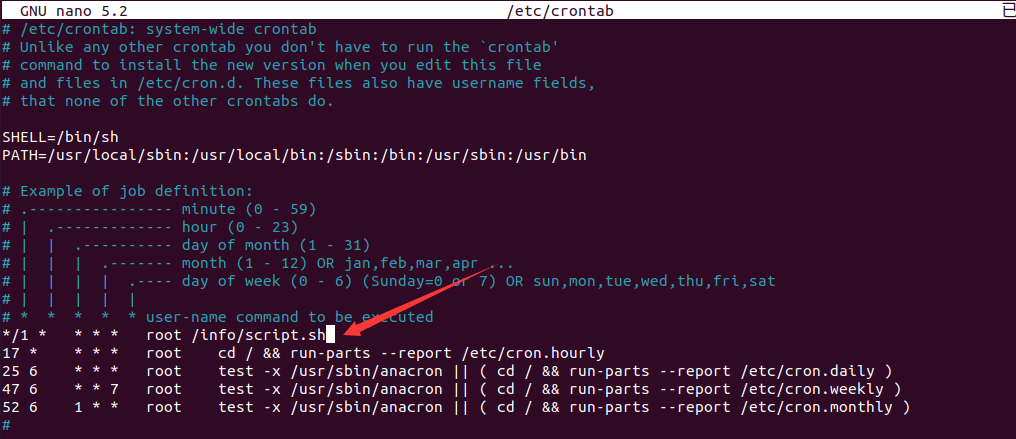 GNU nano 5.2 /etc/crontab 已
# /etc/crontab: system-wide crontab
# Unlike any other crontab you don't have to run the `crontab'
# command to install the new version when you edit this file
# and files in /etc/cron.d. These files also have username fields,
# that none of the other crontabs do.

SHELL=/bin/sh
PATH=/usr/local/sbin:/usr/local/bin:/sbin:/bin:/usr/sbin:/usr/bin

# Example of job definition:
# .---------------- minute (0 - 59)
# |  .------------- hour (0 - 23)
# |  |  .---------- day of month (1 - 31)
# |  |  |  .------- month (1 - 12) OR jan,feb,mar,apr ...
# |  |  |  |  .---- day of week (0 - 6) (Sunday=0 or 7) OR sun,mon,tue,wed,thu,fri,sat
# |  |  |  |  |
# *  *  *  *  * user-name command to be executed
*/1 *   * * *   root /info/script.sh
17 *    * * *   root    cd / && run-parts --report /etc/cron.hourly
25 6    * * *   root    test -x /usr/sbin/anacron || ( cd / && run-parts --report /etc/cron.daily )
47 6    * * 7   root    test -x /usr/sbin/anacron || ( cd / && run-parts --report /etc/cron.weekly )
52 6    1 * *   root    test -x /usr/sbin/anacron || ( cd / && run-parts --report /etc/cron.monthly )
#